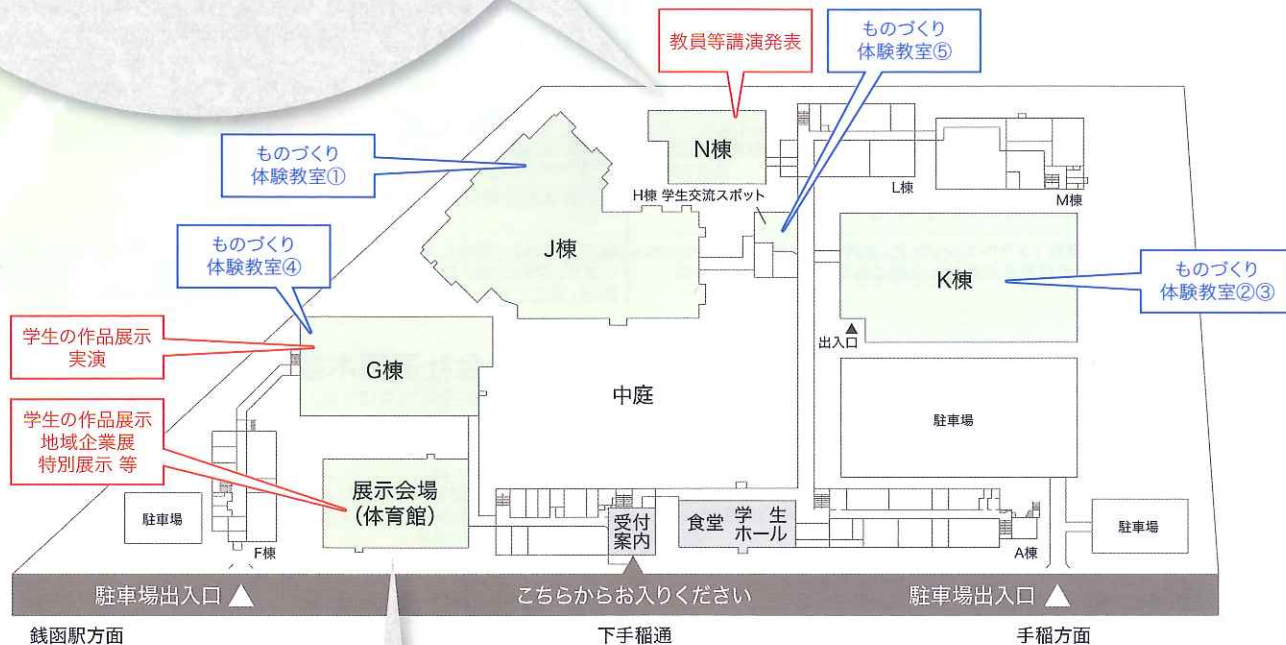 教員等講演発表
ものづくり
体験教室⑤
ものづくり
体験教室①
N棟
L棟
M棟
H棟 学生交流スポット
ものづくり
体験教室④
J棟
K棟
ものづくり
体験教室②③
学生の作品展示
実演
出入口
G棟
中庭
学生の作品展示
地域企業展
特別展示 等
駐車場
展示会場
(体育館)
駐車場
受付
案内
食堂
学生
ホール
駐車場
F棟
A棟
駐車場出入口
こちらからお入りください
駐車場出入口
銭函駅方面
下手稲通
手稲方面